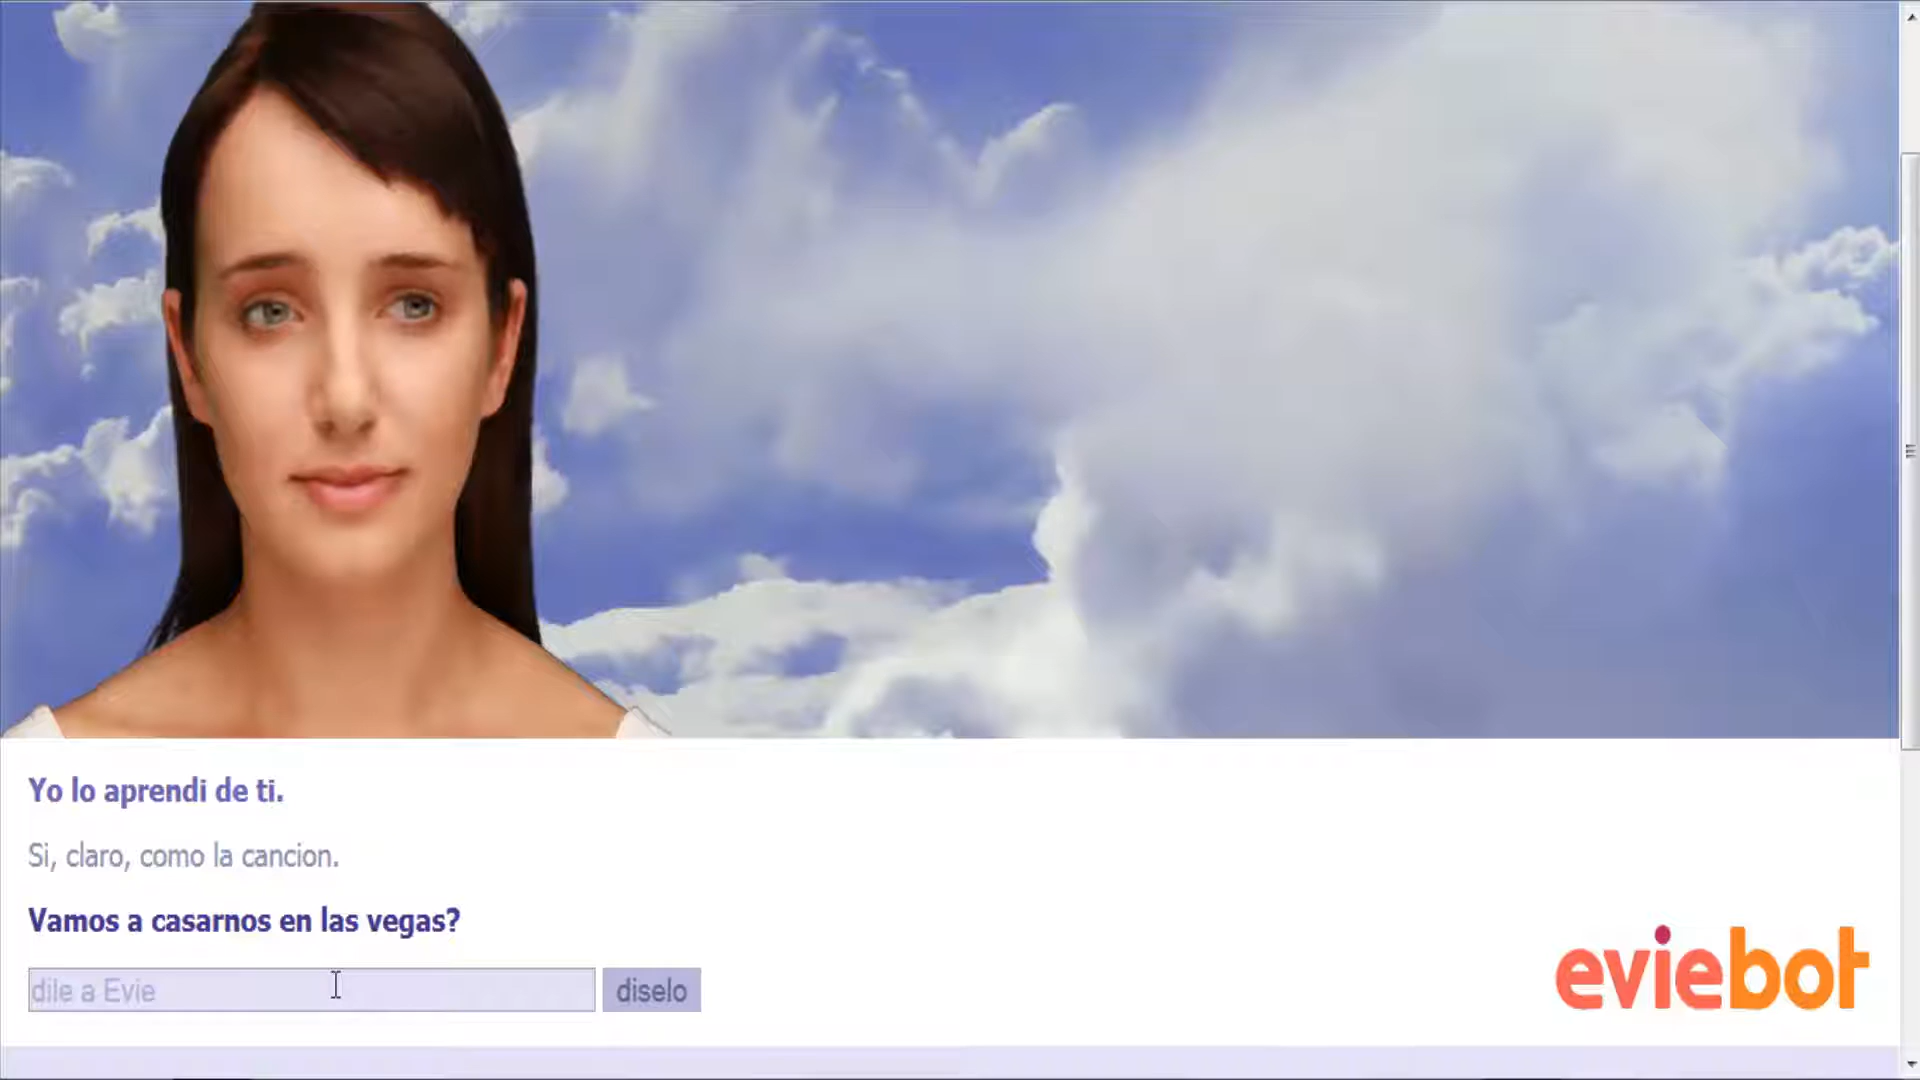 Yo lo aprendi de ti.
Si, claro, como la cancion.
Vamos a casarnos en las vegas?
dile a Evie
diselo
eviebot